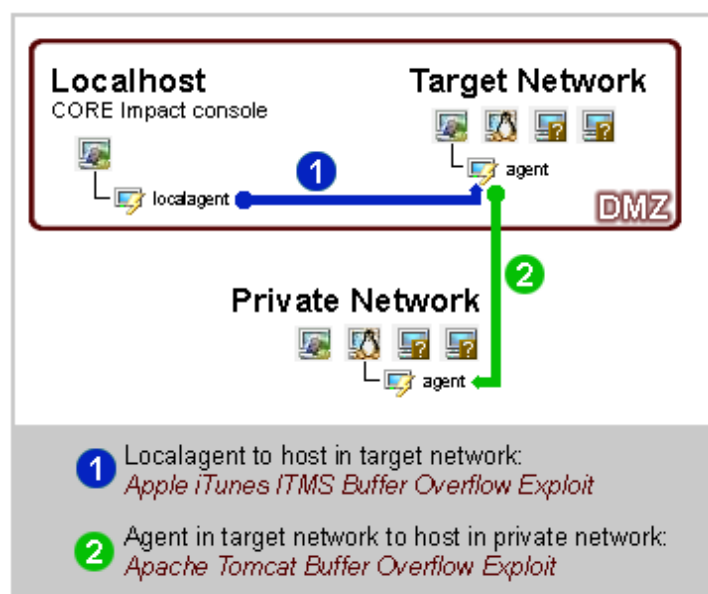 Localhost
CORE Impact console
localagent
1
Target Network
agent
DMZ
2
Private Network
agent
1 Localagent to host in target network:
Apple iTunes ITMS Buffer Overflow Exploit
2 Agent in target network to host in private network:
Apache Tomcat Buffer Overflow Exploit